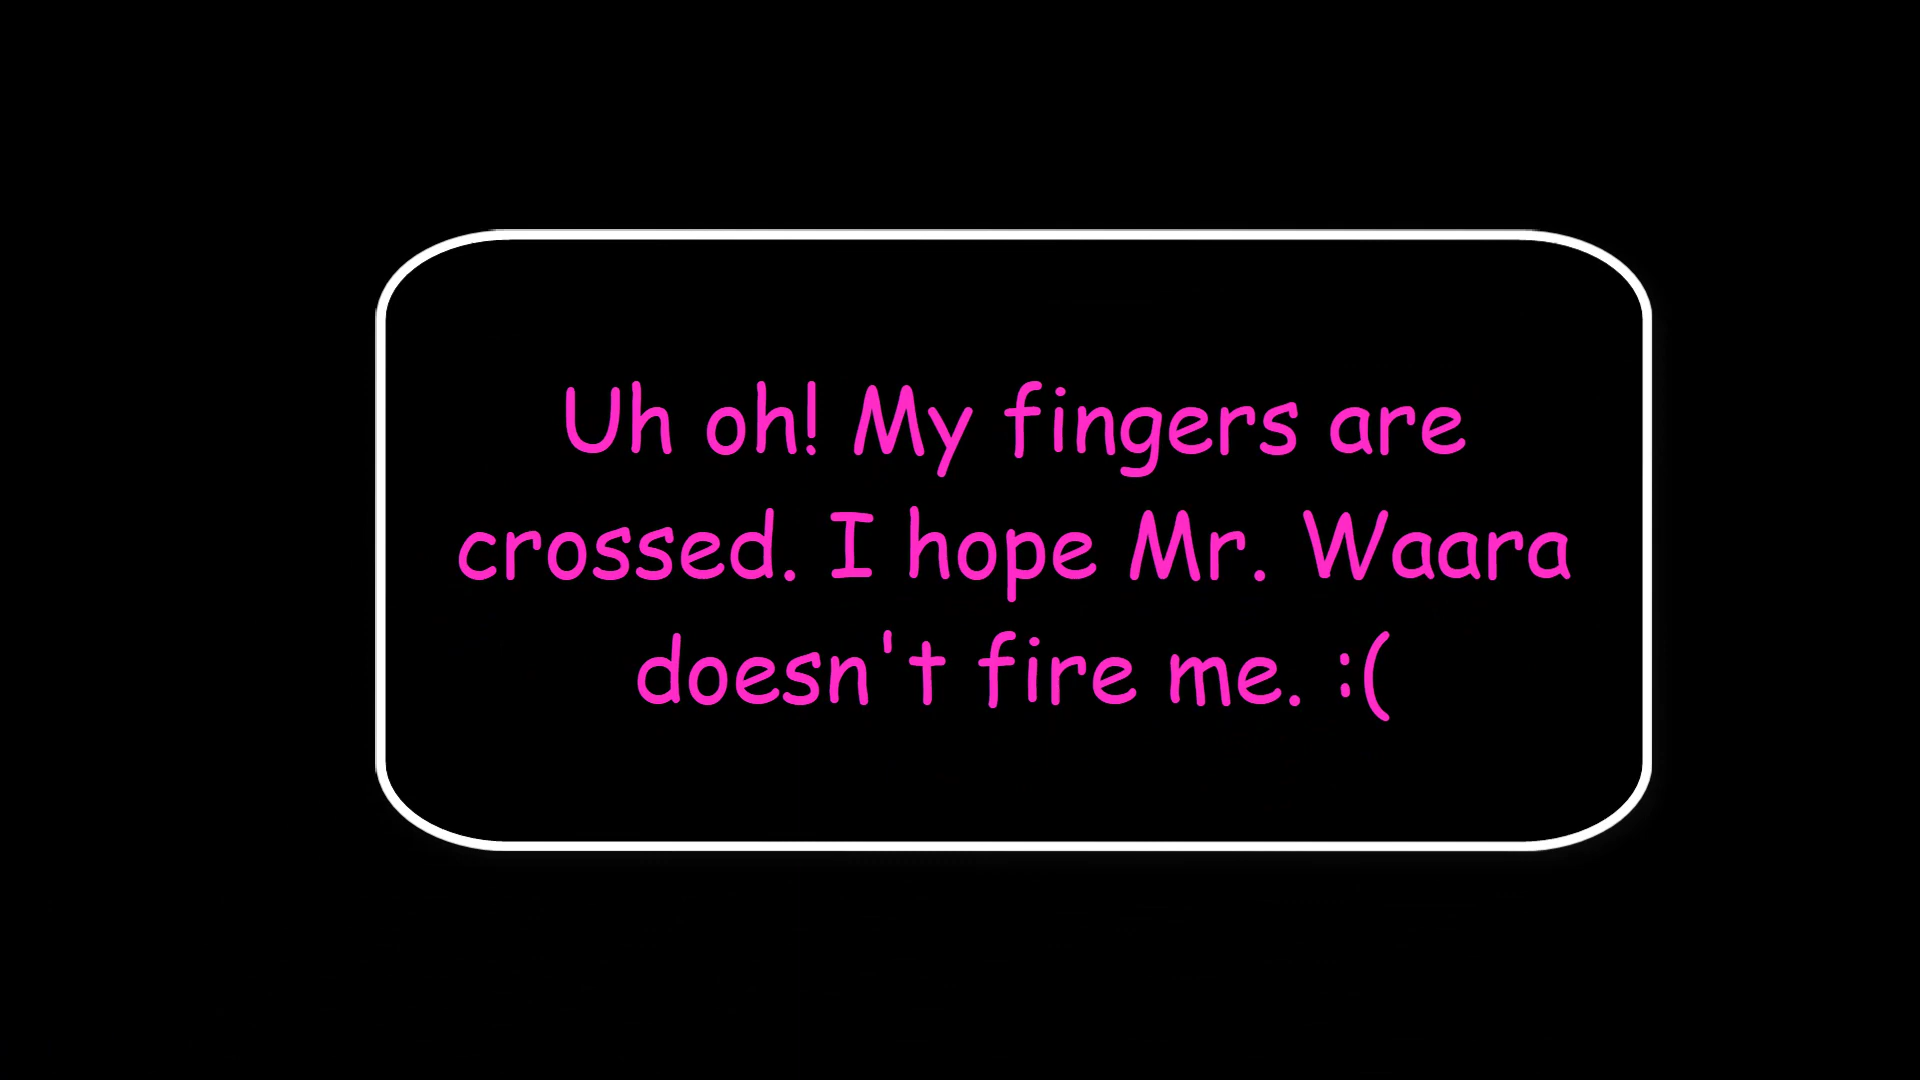 Uh oh! My fingers are
crossed. I hope Mr. Waara
doesn't fire me. :(